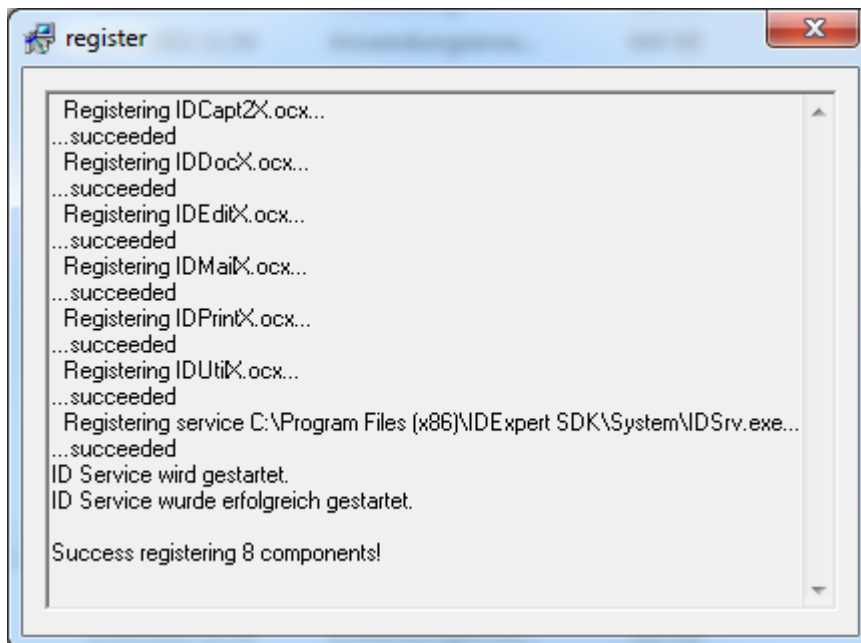 register
Registering IDCapt2X.ocx...
...succeeded
Registering IDDocX.ocx...
...succeeded
Registering IDEditX.ocx...
...succeeded
Registering IDMailX.ocx...
...succeeded
Registering IDPrintX.ocx...
...succeeded
Registering IDUtilX.ocx...
...succeeded
Registering service C:\Program Files (x86)\IDExpert SDK\System\IDSrv.exe...
...succeeded
ID Service wird gestartet.
ID Service wurde erfolgreich gestartet.
Success registering 8 components!